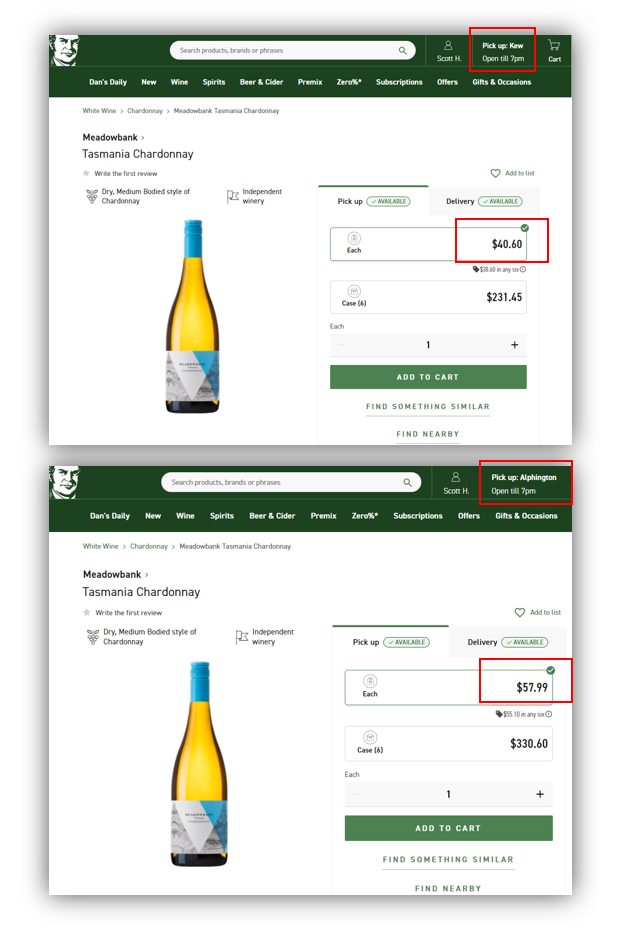 Search products, brands or phrases
Scott H.
Pick up: Kew
Open till 7pm
Cart
Dan's Daily New Wine Spirits Beer & Cider Premix Zero%* Subscriptions Offers Gifts & Occasions
White Wine > Chardonnay > Meadowbank Tasmania Chardonnay
Meadowbank >
Tasmania Chardonnay
Write the first review
Add to list
Dry, Medium Bodied style of
Chardonnay
Independent
winery
Pick up AVAILABLE
Delivery AVAILABLE
Each
$40.60
$38.60 in any six
Case (6)
$231.45
Each
1
ADD TO CART
FIND SOMETHING SIMILAR
FIND NEARBY
MEADOWBANK
Search products, brands or phrases
Scott H.
Pick up: Alphington
Open till 7pm
Dan's Daily New Wine Spirits Beer & Cider Premix Zero%* Subscriptions Offers Gifts & Occasions
White Wine > Chardonnay > Meadowbank Tasmania Chardonnay
Meadowbank >
Tasmania Chardonnay
Write the first review
Add to list
Dry, Medium Bodied style of
Chardonnay
Independent
winery
Pick up AVAILABLE
Delivery AVAILABLE
Each
$57.99
$55.10 in any six
Case (6)
$330.60
Each
1
ADD TO CART
FIND SOMETHING SIMILAR
FIND NEARBY
MEADOWBANK